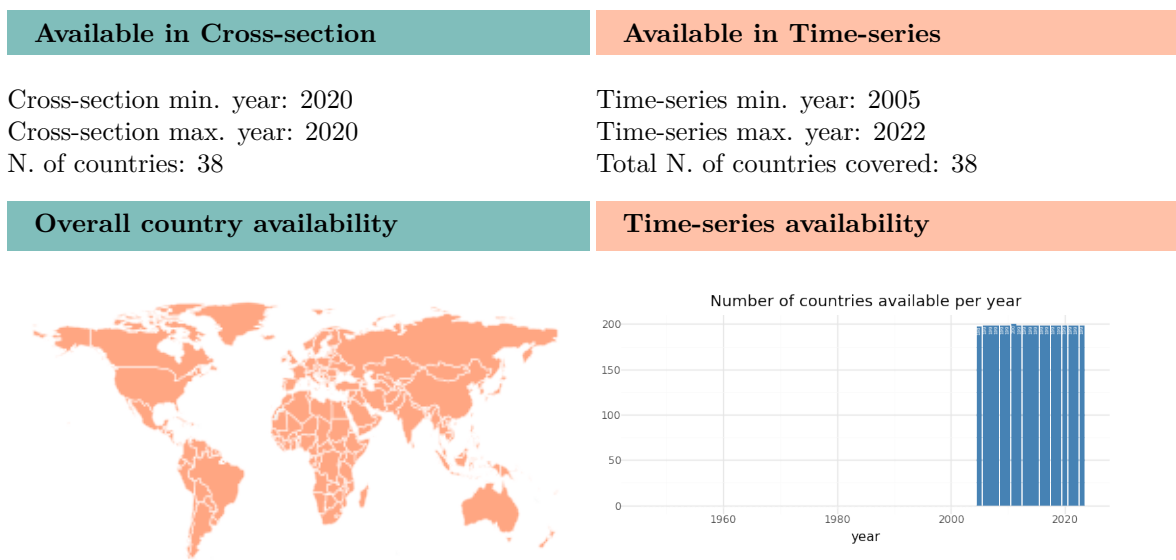 Available in Cross-section
Available in Time-series
Cross-section min. year: 2020
Cross-section max. year: 2020
N. of countries: 38
Time-series min. year: 2005
Time-series max. year: 2022
Total N. of countries covered: 38
Overall country availability
Time-series availability
Number of countries available per year
200
150
100
50
0
1960
1980
2000
2020
year